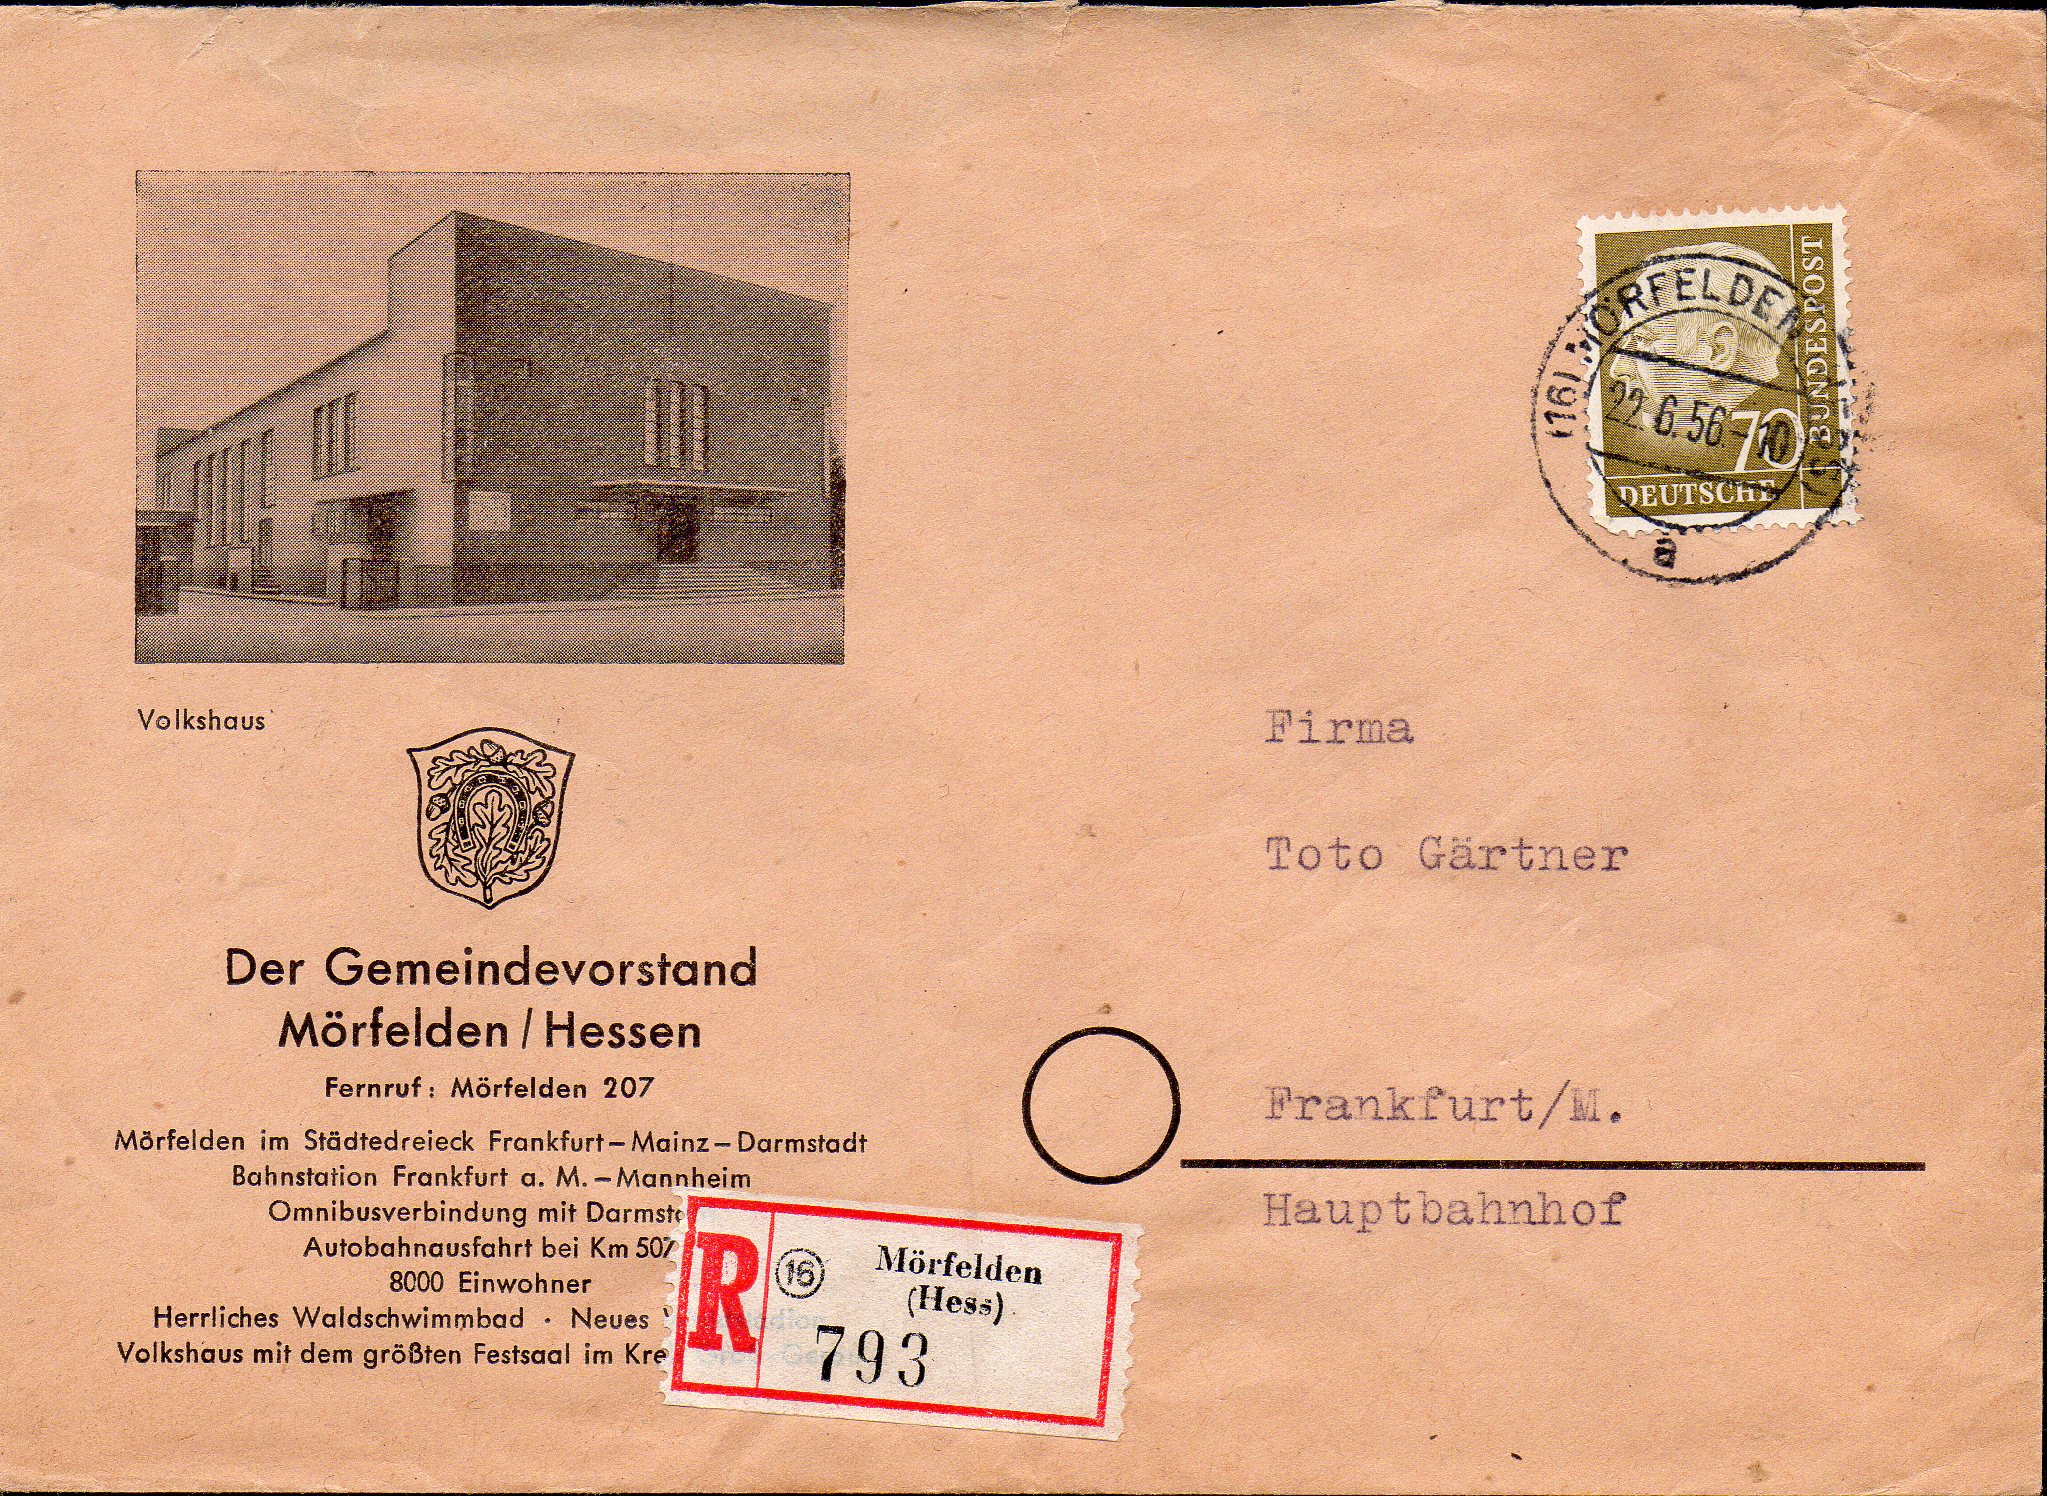 Volkshaus
Der Gemeindevorstand
Mörfelden / Hessen
Fernruf: Mörfelden 207
Mörfelden im Städtedreieck Frankfurt – Mainz – Darmstadt
Bahnstation Frankfurt a. M. – Mannheim
Omnibusverbindung mit
Autobahnausfahrt bei Km 507
8000 Einwohner
Herrliches Waldschwimmbad · Neues
Volkshaus mit dem größten Festsaal im
R
16
Mörfelden
(Hess)
793
(16) MÖRFELDEN
22.6.56-10
a
70
DEUTSCHE
BUNDESPOST
Firma
Toto Gärtner
Frankfurt/M.
Hauptbahnhof